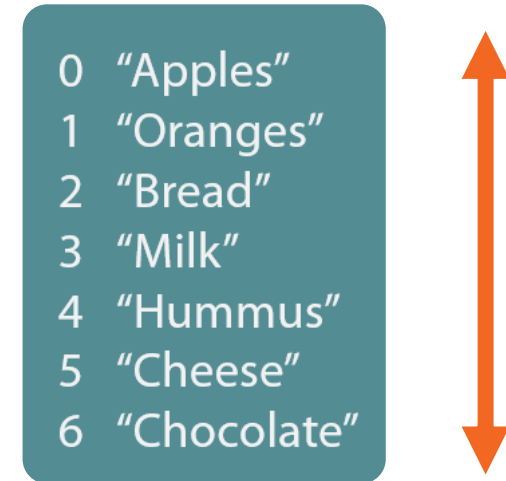 0 “Apples”
1 “Oranges”
2 “Bread”
3 “Milk”
4 “Hummus”
5 “Cheese”
6 “Chocolate”